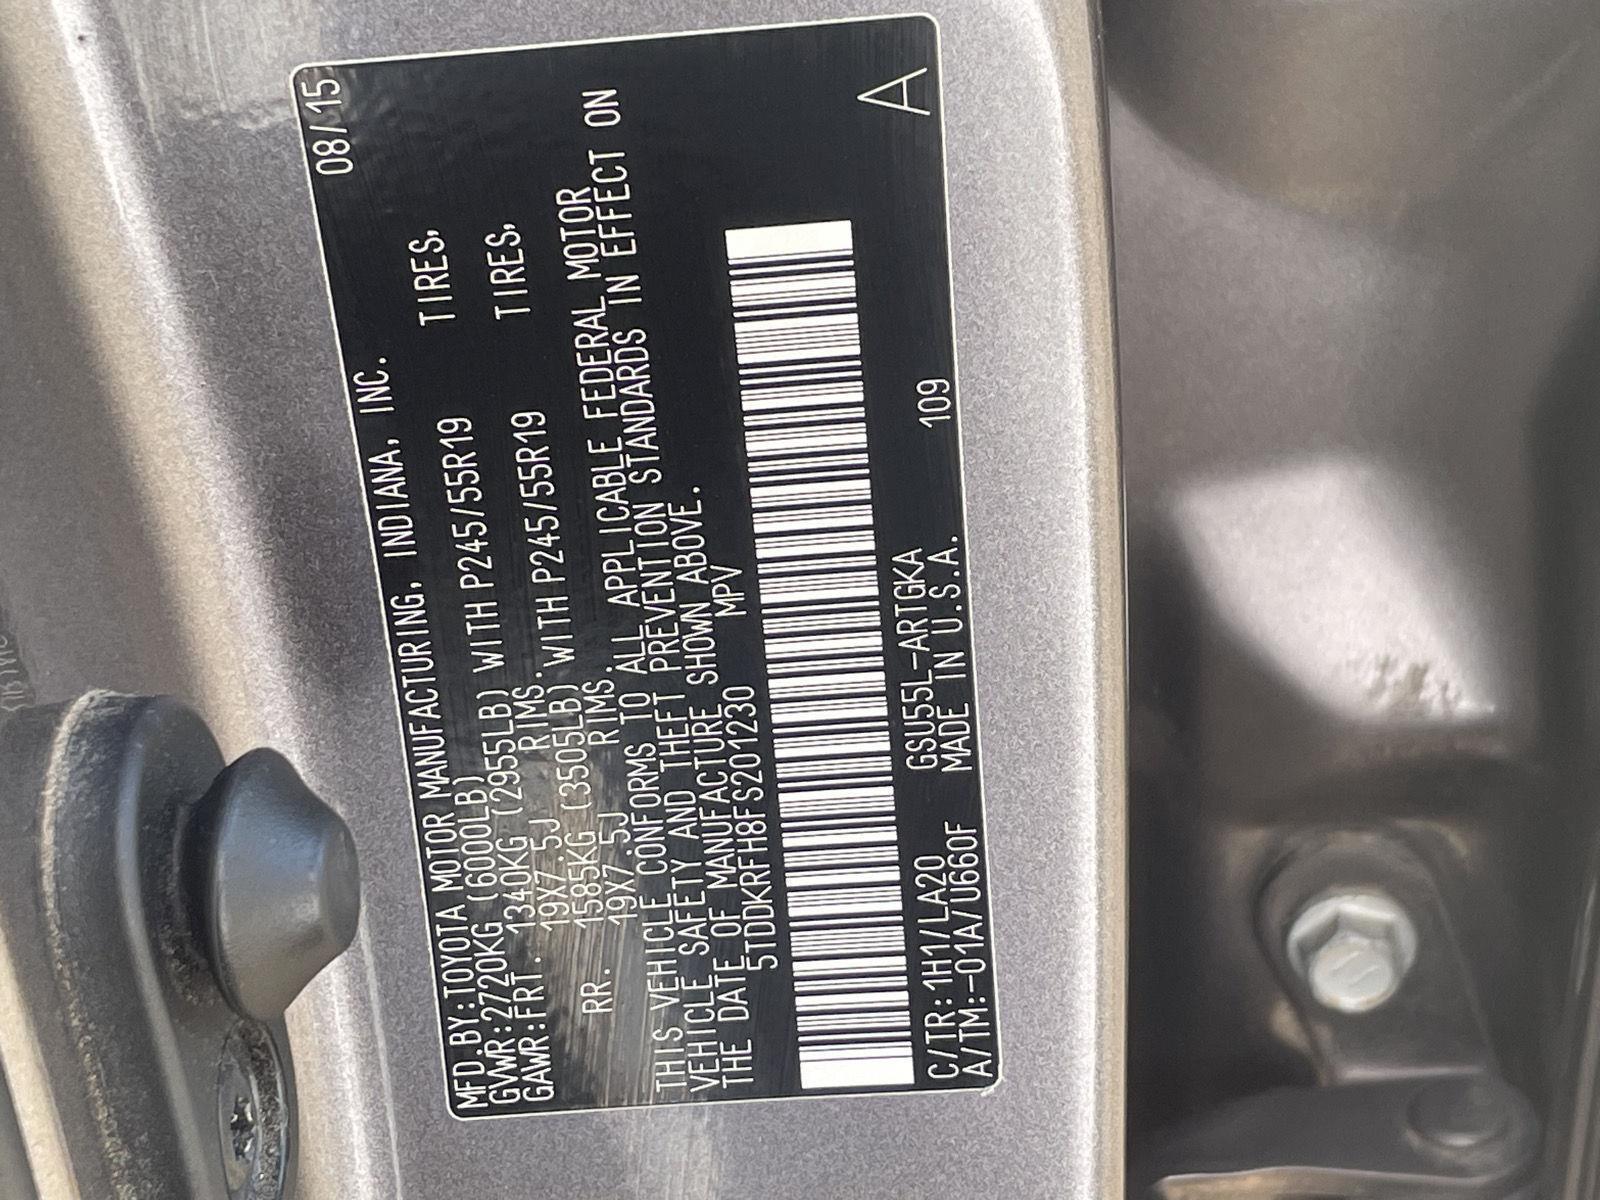 MFD.BY:TOYOTA MOTOR MANUFACTURING, INDIANA, INC. 08/15
GVWR:2720KG (6000LB)
GAWR:FRT. 1340KG (2955LB) WITH P245/55R19 TIRES,
19X7.5J RIMS.
RR. 1585KG (3505LB) WITH P245/55R19 TIRES,
19X7.5J RIMS.
THIS VEHICLE CONFORMS TO ALL APPLICABLE FEDERAL MOTOR
VEHICLE SAFETY AND THEFT PREVENTION STANDARDS IN EFFECT ON
THE DATE OF MANUFACTURE SHOWN ABOVE.
5TDDKRFH8FS201230 MPV
C/TR:1H1/LA20 GSU55L-ARTGKA 109
A/TM:-01A/U660F MADE IN U.S.A. A